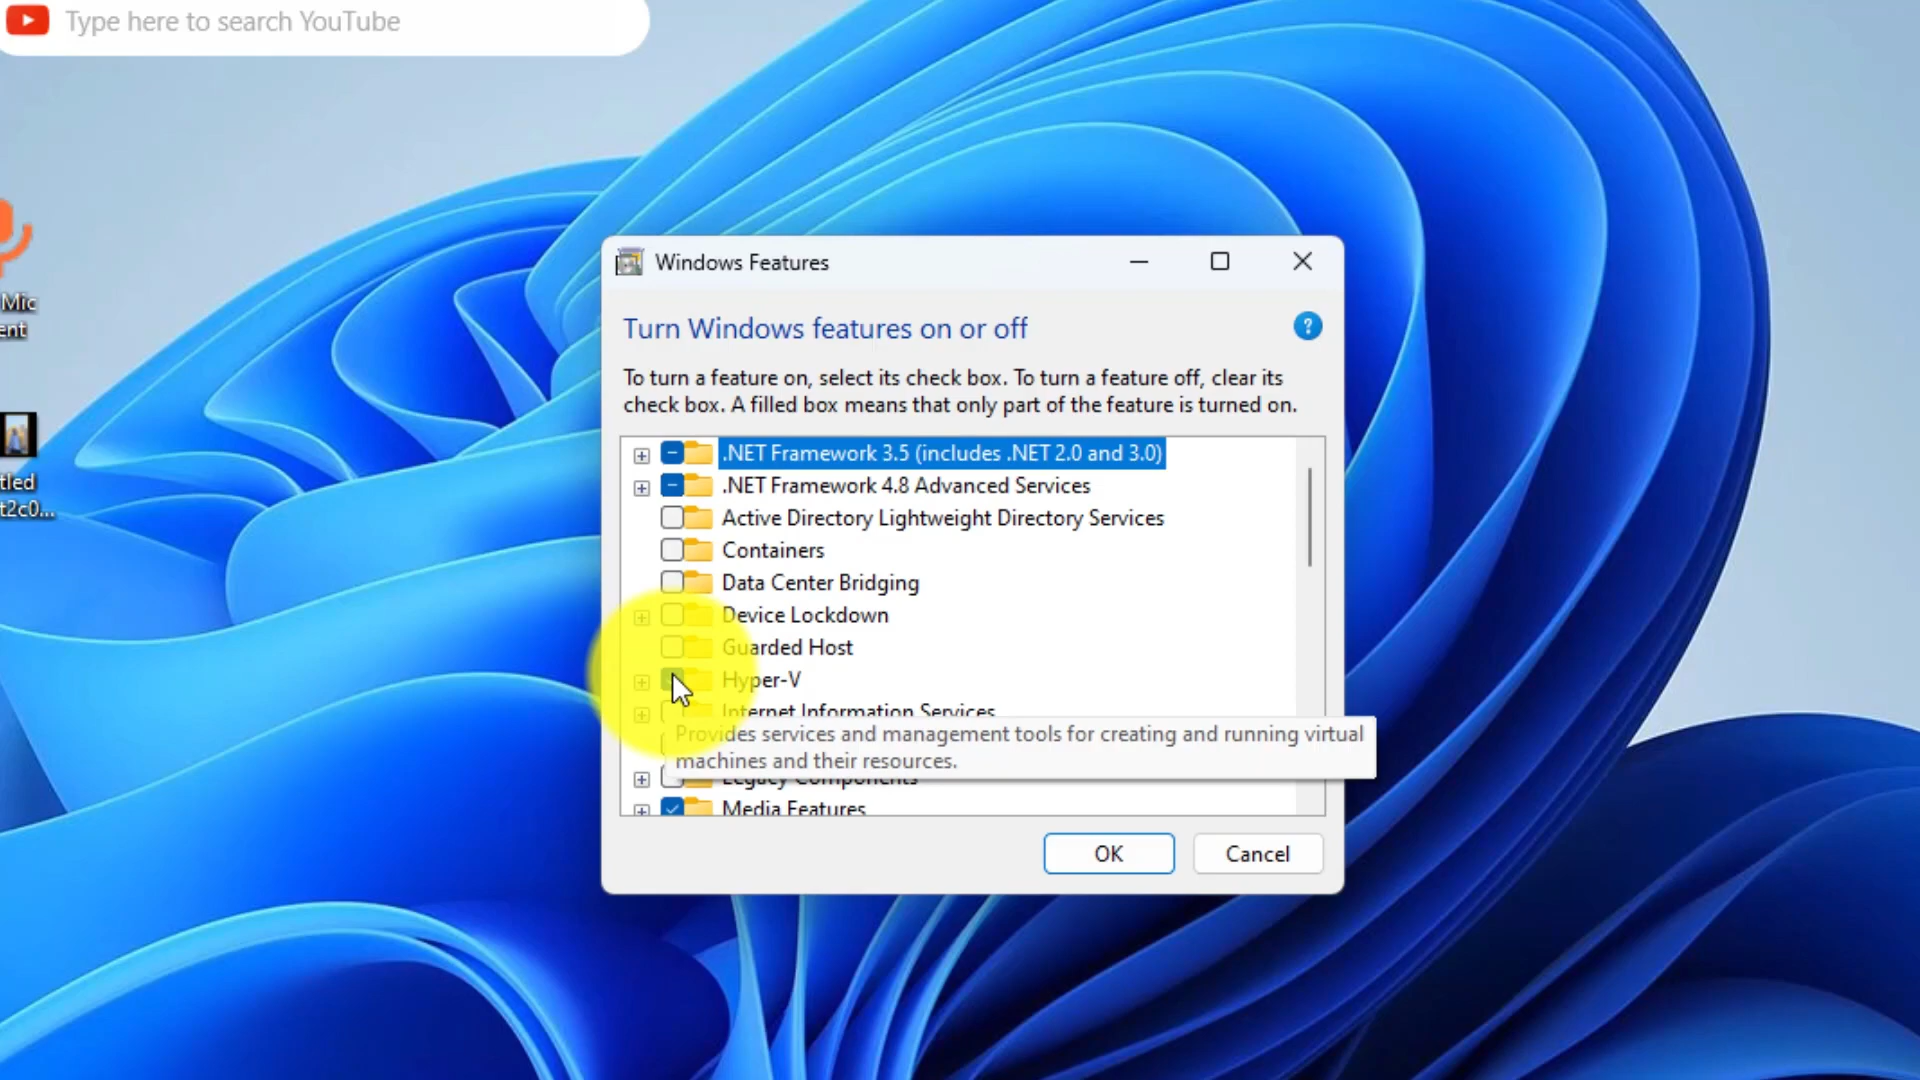 Type here to search YouTube
Mic
ent
tled
t2c0...
Windows Features
Turn Windows features on or off
?
To turn a feature on, select its check box. To turn a feature off, clear its
check box. A filled box means that only part of the feature is turned on.
.NET Framework 3.5 (includes .NET 2.0 and 3.0)
.NET Framework 4.8 Advanced Services
Active Directory Lightweight Directory Services
Containers
Data Center Bridging
Device Lockdown
Guarded Host
Hyper-V
Internet Information Services
Provides services and management tools for creating and running virtual
machines and their resources.
Legacy Components
Media Features
OK
Cancel